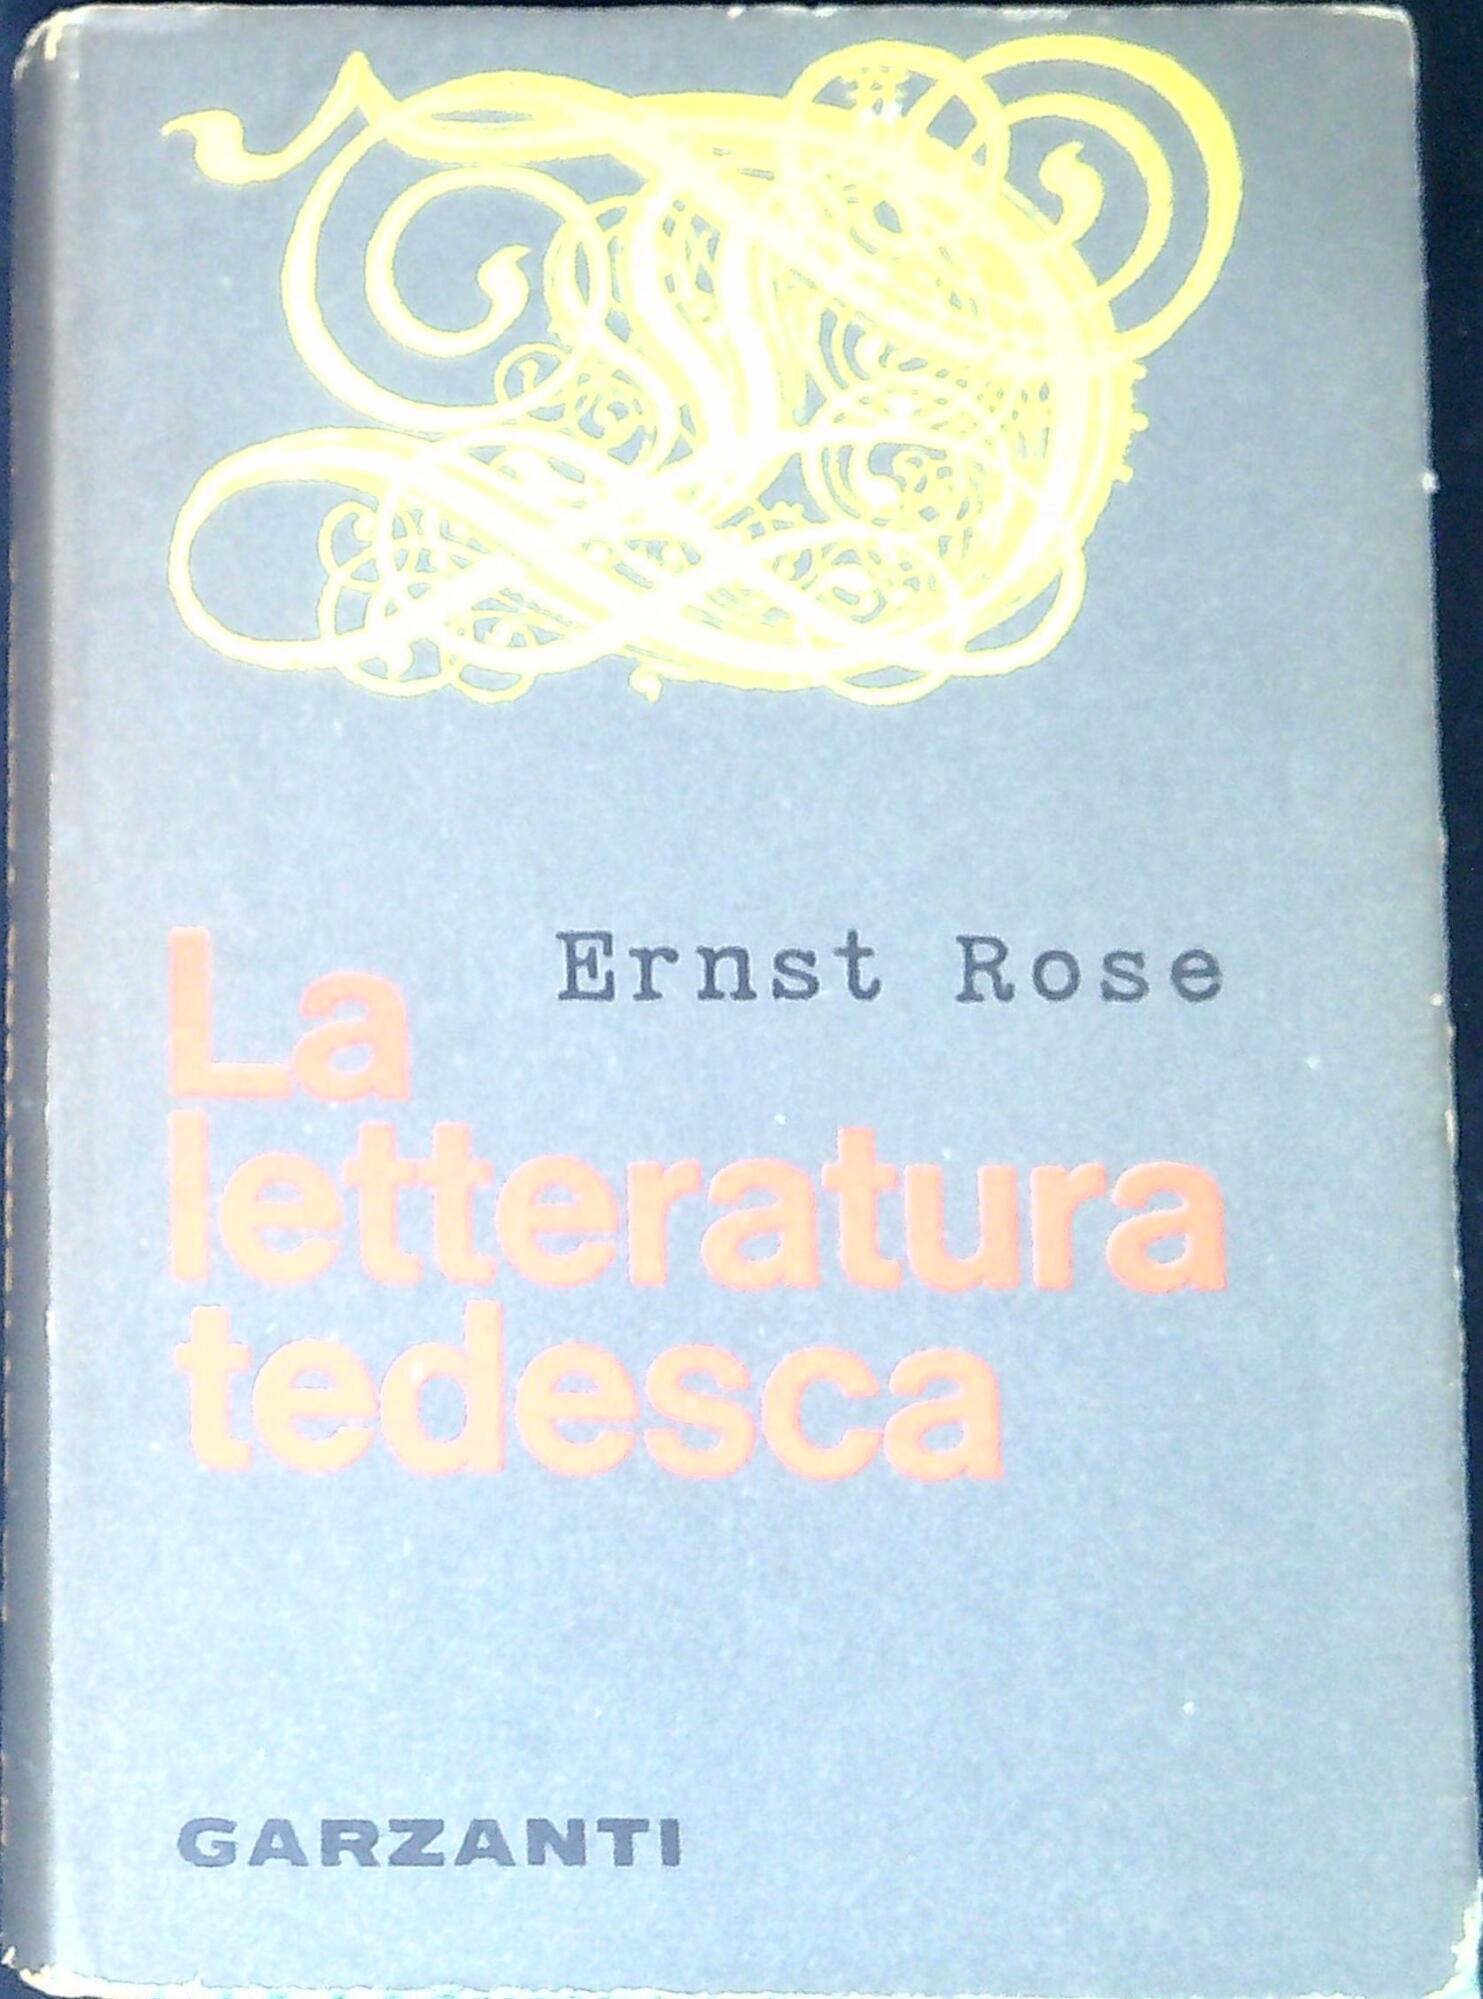 Ernst Rose
La
letteratura
tedesca
GARZANTI